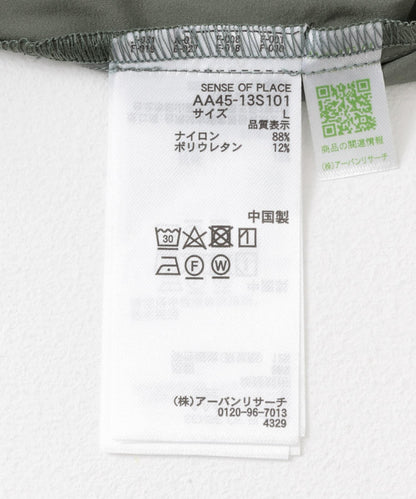 SENSE OF PLACE
AA45-13S101
サイズ L
品質表示
ナイロン 88%
ポリウレタン 12%
中国製
30
F W
(株)アーバンリサーチ
0120-96-7013
4329
商品の関連情報
(株)アーバンリサーチ